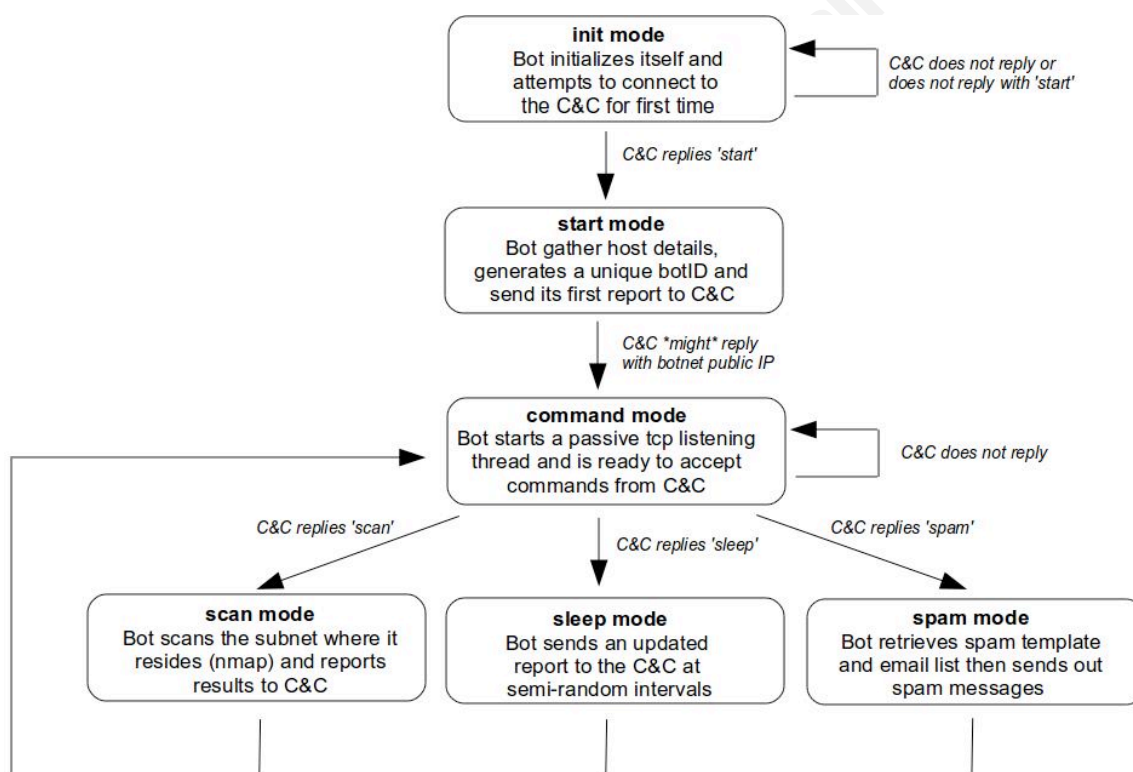 init mode
Bot initializes itself and
attempts to connect to
the C&C for first time
C&C does not reply or
does not reply with 'start'
C&C replies 'start'
start mode
Bot gather host details,
generates a unique botID and
send its first report to C&C
C&C *might* reply
with botnet public IP
command mode
Bot starts a passive tcp listening
thread and is ready to accept
commands from C&C
C&C does not reply
C&C replies 'scan'
C&C replies 'sleep'
C&C replies 'spam'
scan mode
Bot scans the subnet where it
resides (nmap) and reports
results to C&C
sleep mode
Bot sends an updated
report to the C&C at
semi-random intervals
spam mode
Bot retrieves spam template
and email list then sends out
spam messages